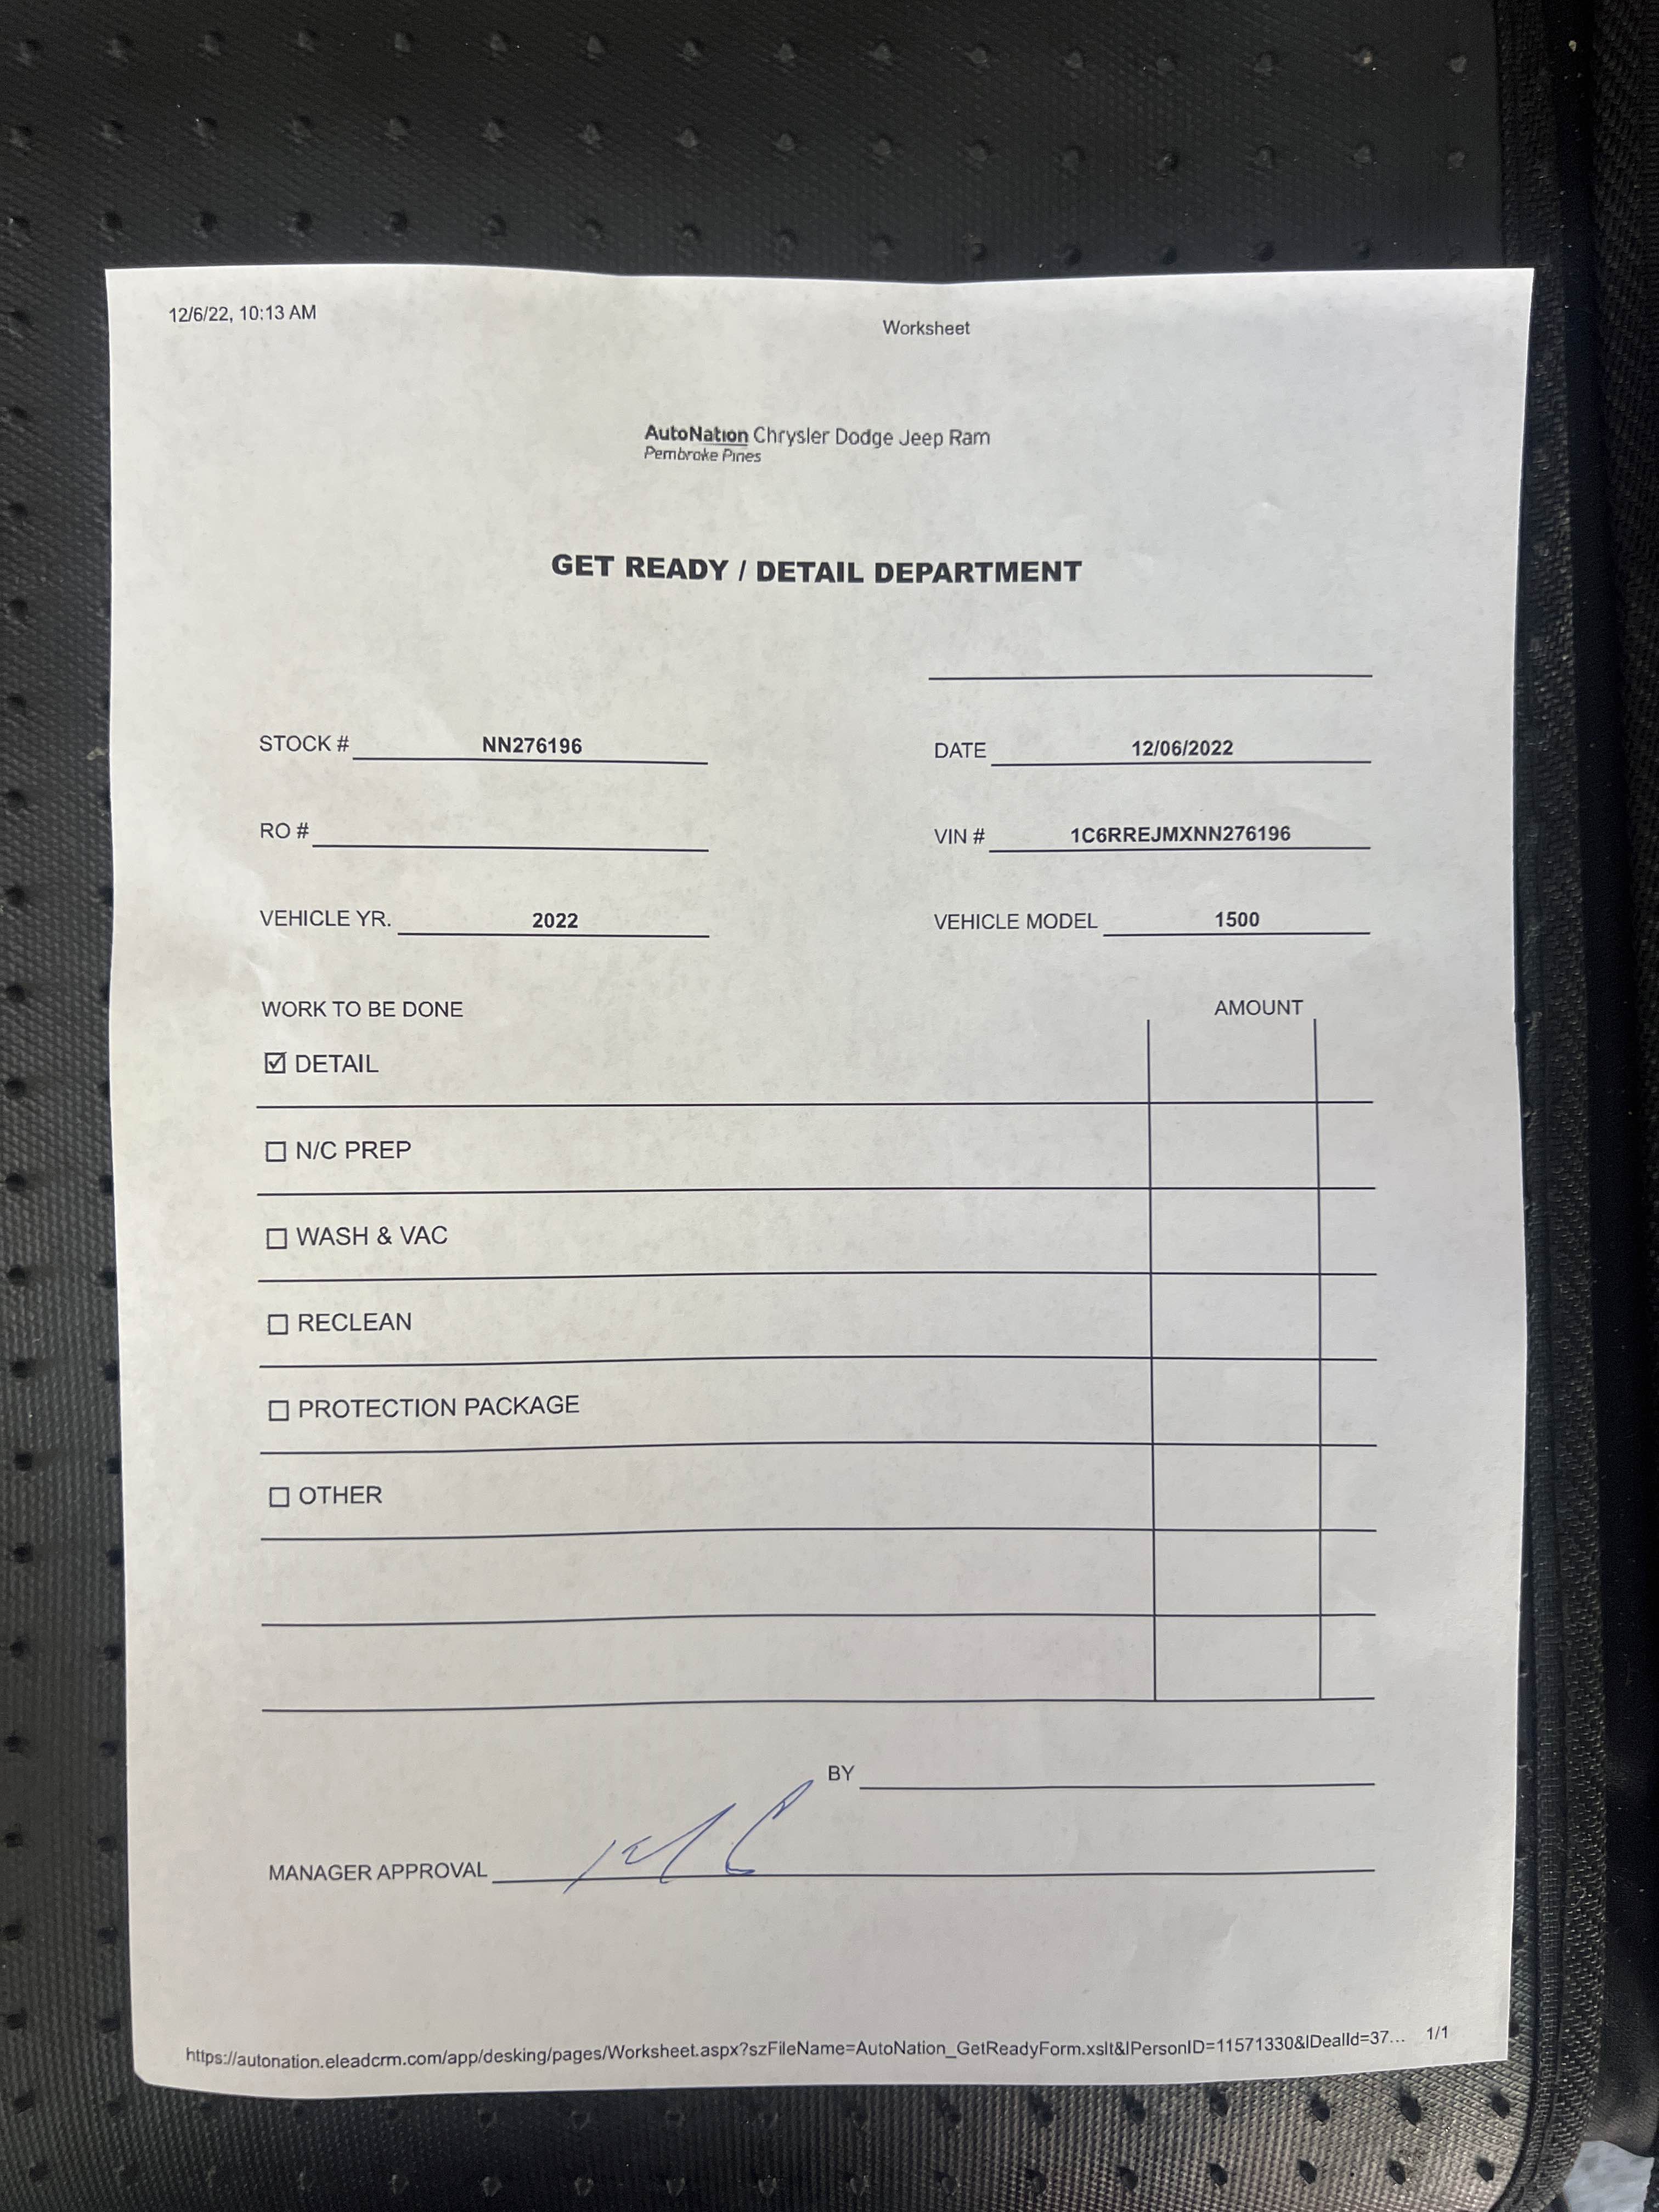 12/6/22, 10:13 AM
Worksheet
AutoNation Chrysler Dodge Jeep Ram
Pembroke Pines
GET READY / DETAIL DEPARTMENT
STOCK # NN276196 DATE 12/06/2022
RO # VIN # 1C6RREJMXNN276196
VEHICLE YR. 2022 VEHICLE MODEL 1500
WORK TO BE DONE AMOUNT
☑ DETAIL
☐ N/C PREP
☐ WASH & VAC
☐ RECLEAN
☐ PROTECTION PACKAGE
☐ OTHER
BY
MANAGER APPROVAL
https://autonation.eleadcrm.com/app/desking/pages/Worksheet.aspx?szFileName=AutoNation_GetReadyForm.xslt&lPersonID=11571330&lDealId=37... 1/1